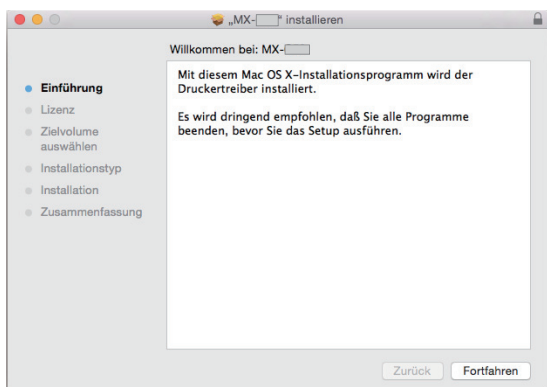 „MX-“ installieren
Willkommen bei: MX-
Einführung
Lizenz
Zielvolume
auswählen
Installationstyp
Installation
Zusammenfassung
Mit diesem Mac OS X-Installationsprogramm wird der
Druckertreiber installiert.
Es wird dringend empfohlen, daß Sie alle Programme
beenden, bevor Sie das Setup ausführen.
Zurück
Fortfahren